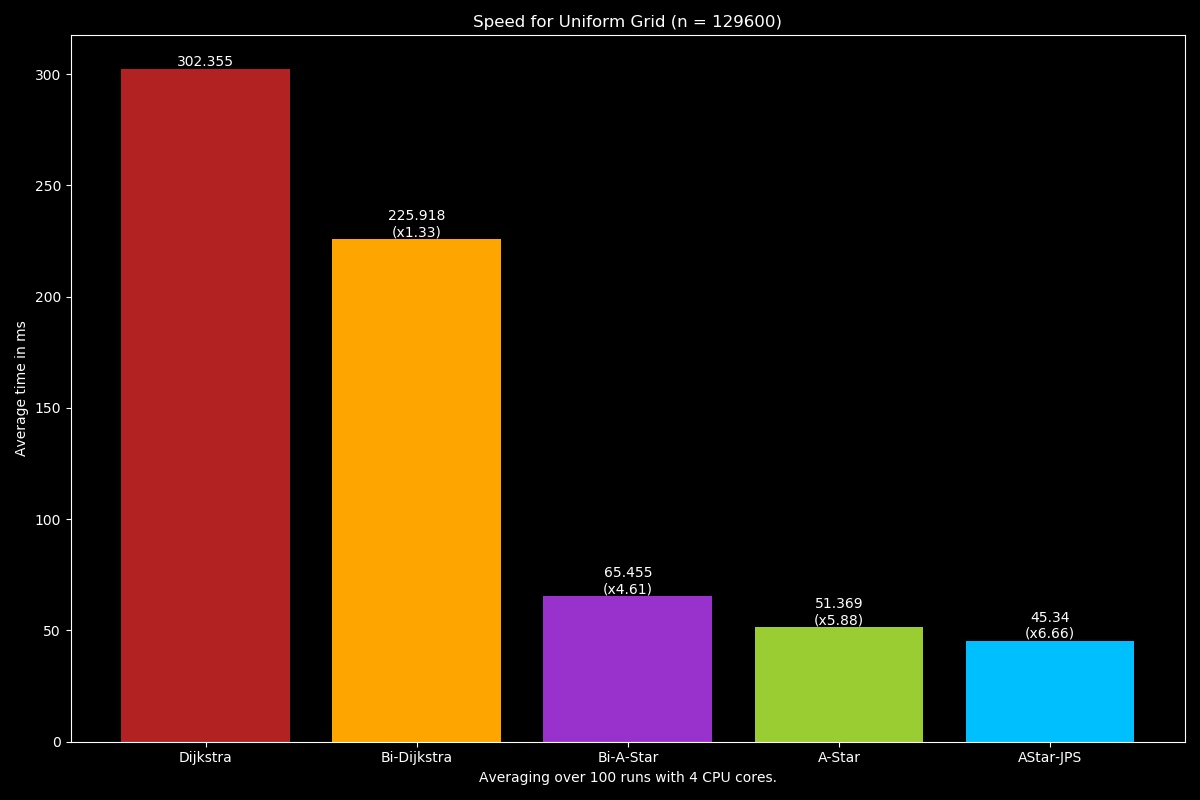 Speed for Uniform Grid (n = 129600)
Average time in ms
300
250
200
150
100
50
0
302.355
225.918
(x1.33)
65.455
(x4.61)
51.369
(x5.88)
45.34
(x6.66)
Dijkstra
Bi-Dijkstra
Bi-A-Star
A-Star
AStar-JPS
Averaging over 100 runs with 4 CPU cores.